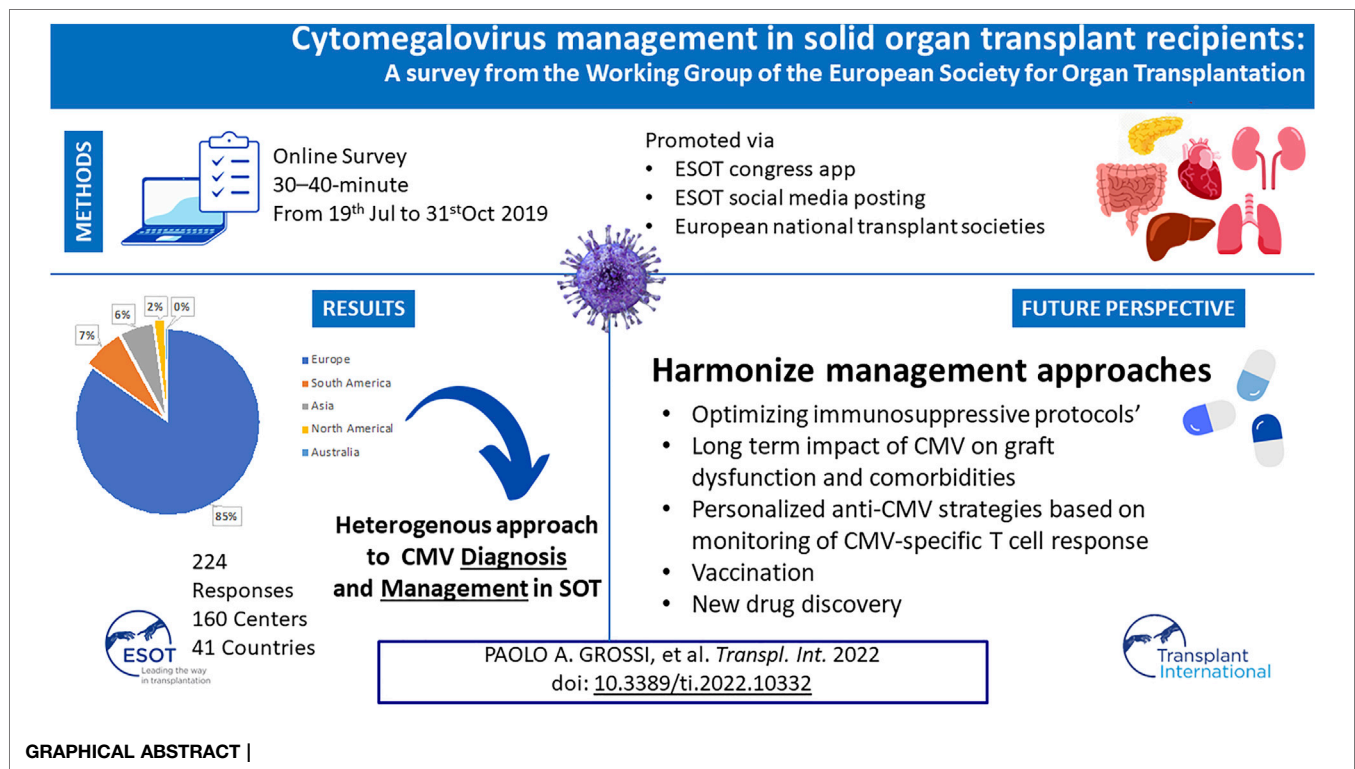 Cytomegalovirus management in solid organ transplant recipients:
A survey from the Working Group of the European Society for Organ Transplantation
METHODS
Online Survey
30–40-minute
From 19th Jul to 31stOct 2019
Promoted via
• ESOT congress app
• ESOT social media posting
• European national transplant societies
RESULTS
7%
6%
2%
0%
85%
Europe
South America
Asia
North Americal
Australia
224
Responses
160 Centers
41 Countries
Heterogenous approach
to CMV Diagnosis
and Management in SOT
FUTURE PERSPECTIVE
Harmonize management approaches
• Optimizing immunosuppressive protocols’
• Long term impact of CMV on graft
dysfunction and comorbidities
• Personalized anti-CMV strategies based on
monitoring of CMV-specific T cell response
• Vaccination
• New drug discovery
ESOT
Leading the way
in transplantation
PAOLO A. GROSSI, et al. Transpl. Int. 2022
doi: 10.3389/ti.2022.10332
Transplant
International
GRAPHICAL ABSTRACT |